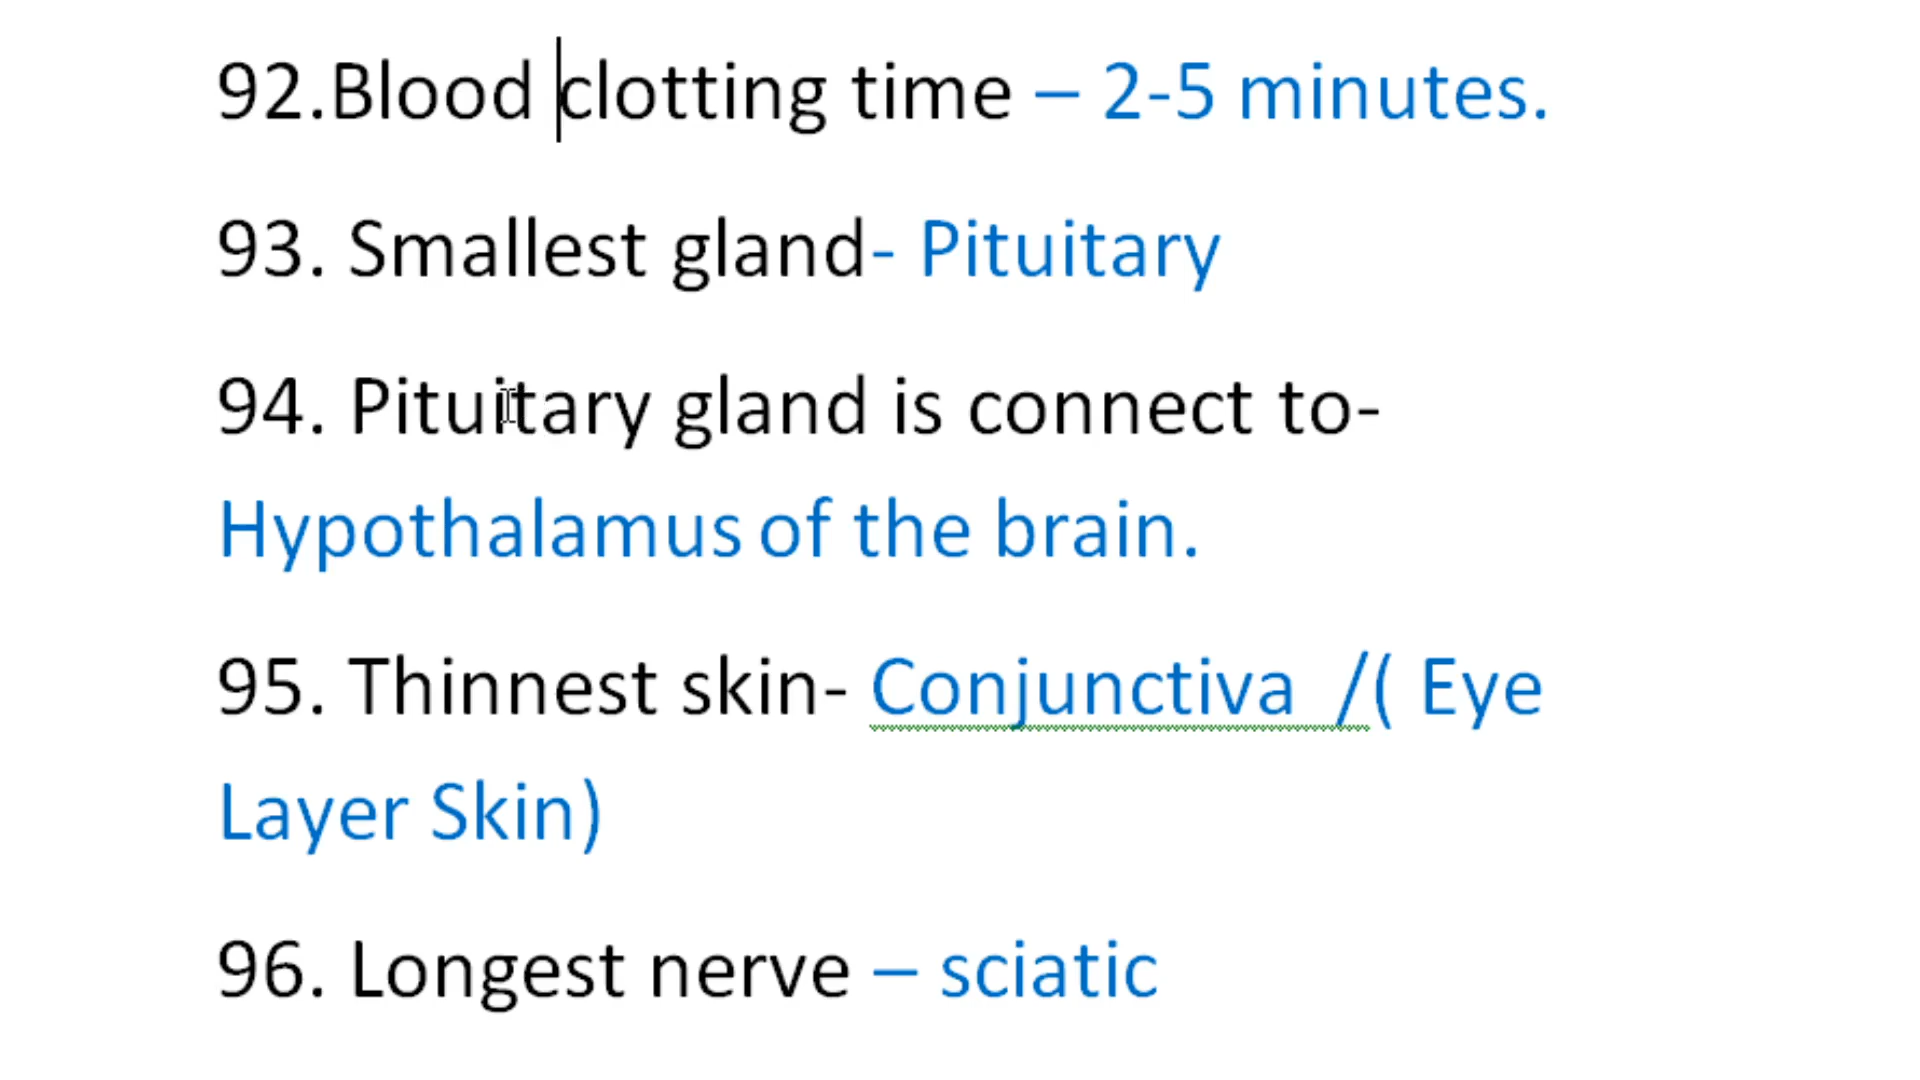 92.Blood clotting time – 2-5 minutes.
93. Smallest gland- Pituitary
94. Pituitary gland is connect to-
Hypothalamus of the brain.
95. Thinnest skin- Conjunctiva  /( Eye
Layer Skin)
96. Longest nerve – sciatic